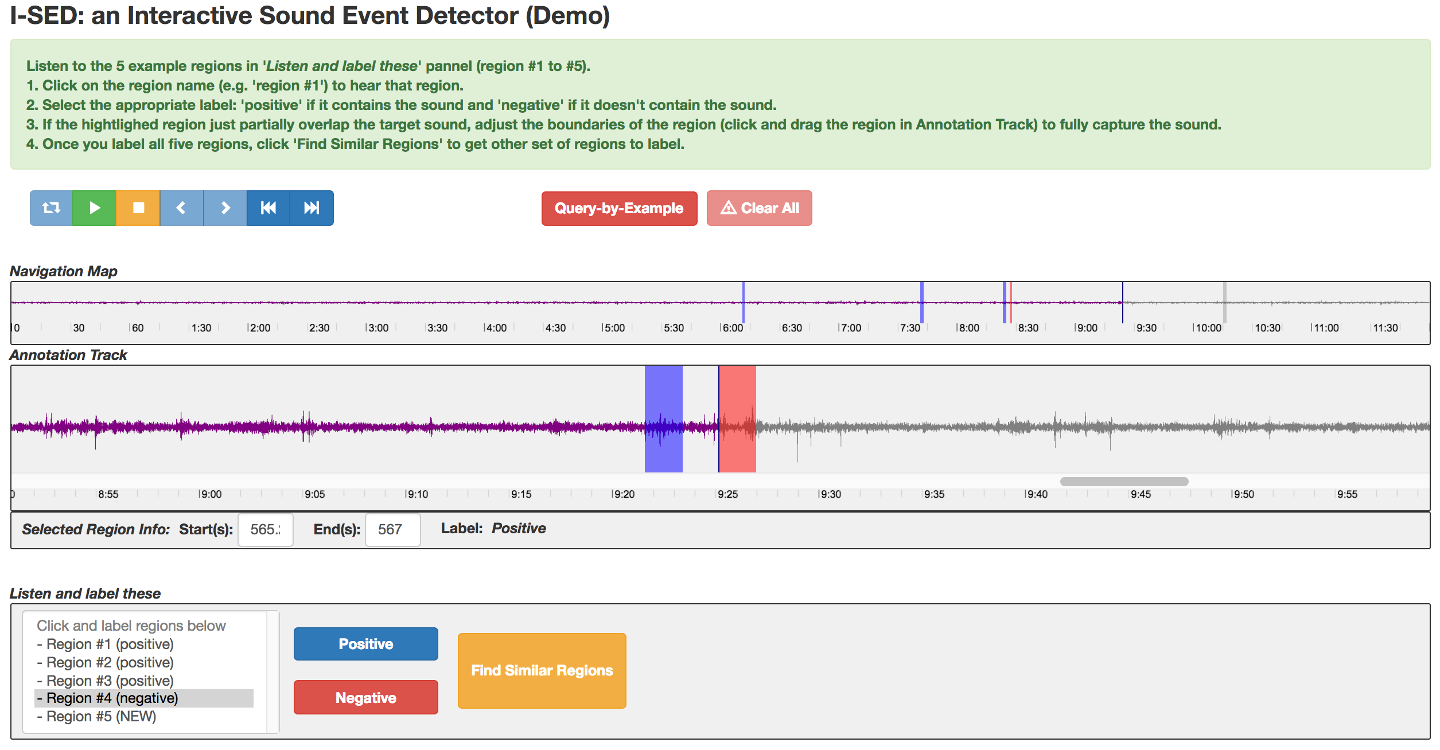 I-SED: an Interactive Sound Event Detector (Demo)
Listen to the 5 example regions in 'Listen and label these' pannel (region #1 to #5).
1. Click on the region name (e.g. 'region #1') to hear that region.
2. Select the appropriate label: 'positive' if it contains the sound and 'negative' if it doesn't contain the sound.
3. If the hightlighed region just partially overlap the target sound, adjust the boundaries of the region (click and drag the region in Annotation Track) to fully capture the sound.
4. Once you label all five regions, click 'Find Similar Regions' to get other set of regions to label.
Query-by-Example Clear All
Navigation Map
0 30 60 1:30 2:00 2:30 3:00 3:30 4:00 4:30 5:00 5:30 6:00 6:30 7:00 7:30 8:00 8:30 9:00 9:30 10:00 10:30 11:00 11:30
Annotation Track
8:55 9:00 9:05 9:10 9:15 9:20 9:25 9:30 9:35 9:40 9:45 9:50 9:55
Selected Region Info: Start(s): 565. End(s): 567 Label: Positive
Listen and label these
Click and label regions below
- Region #1 (positive)
- Region #2 (positive)
- Region #3 (positive)
- Region #4 (negative)
- Region #5 (NEW)
Positive
Negative
Find Similar Regions